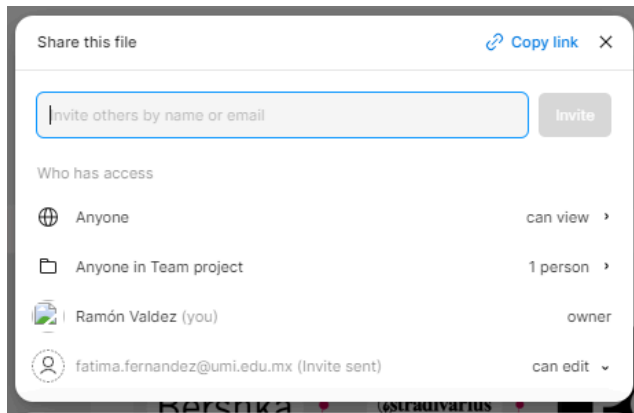 Share this file Copy link
Invite others by name or email Invite
Who has access
Anyone can view
Anyone in Team project 1 person
Ramón Valdez (you) owner
fatima.fernandez@umi.edu.mx (Invite sent) can edit
Bershka stradivarius